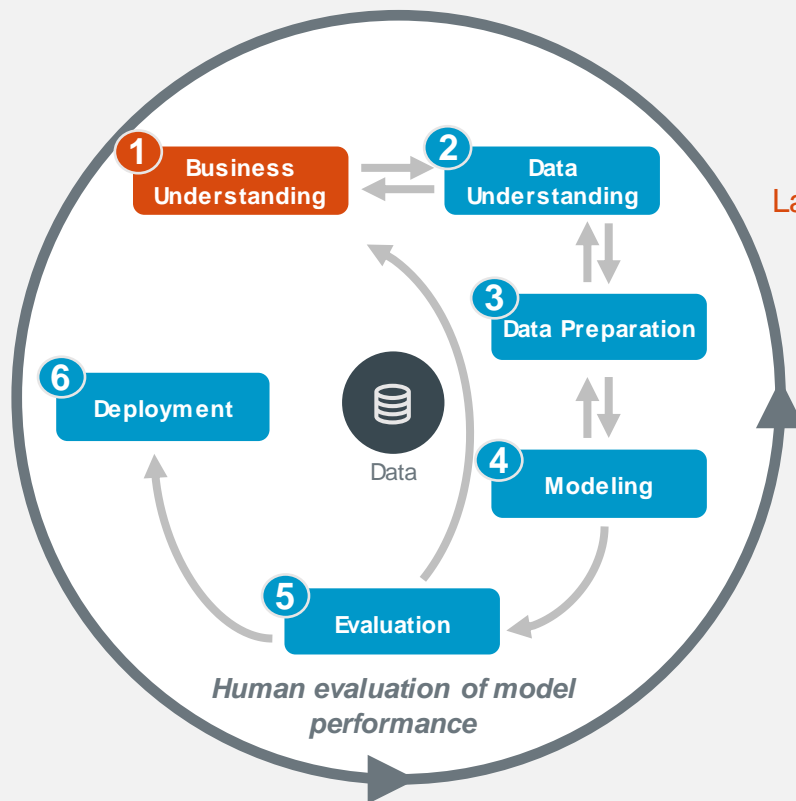 1
Business
Understanding
2
Data
Understanding
La
3
Data Preparation
6
Deployment
Data
4
Modeling
5
Evaluation
Human evaluation of model
performance